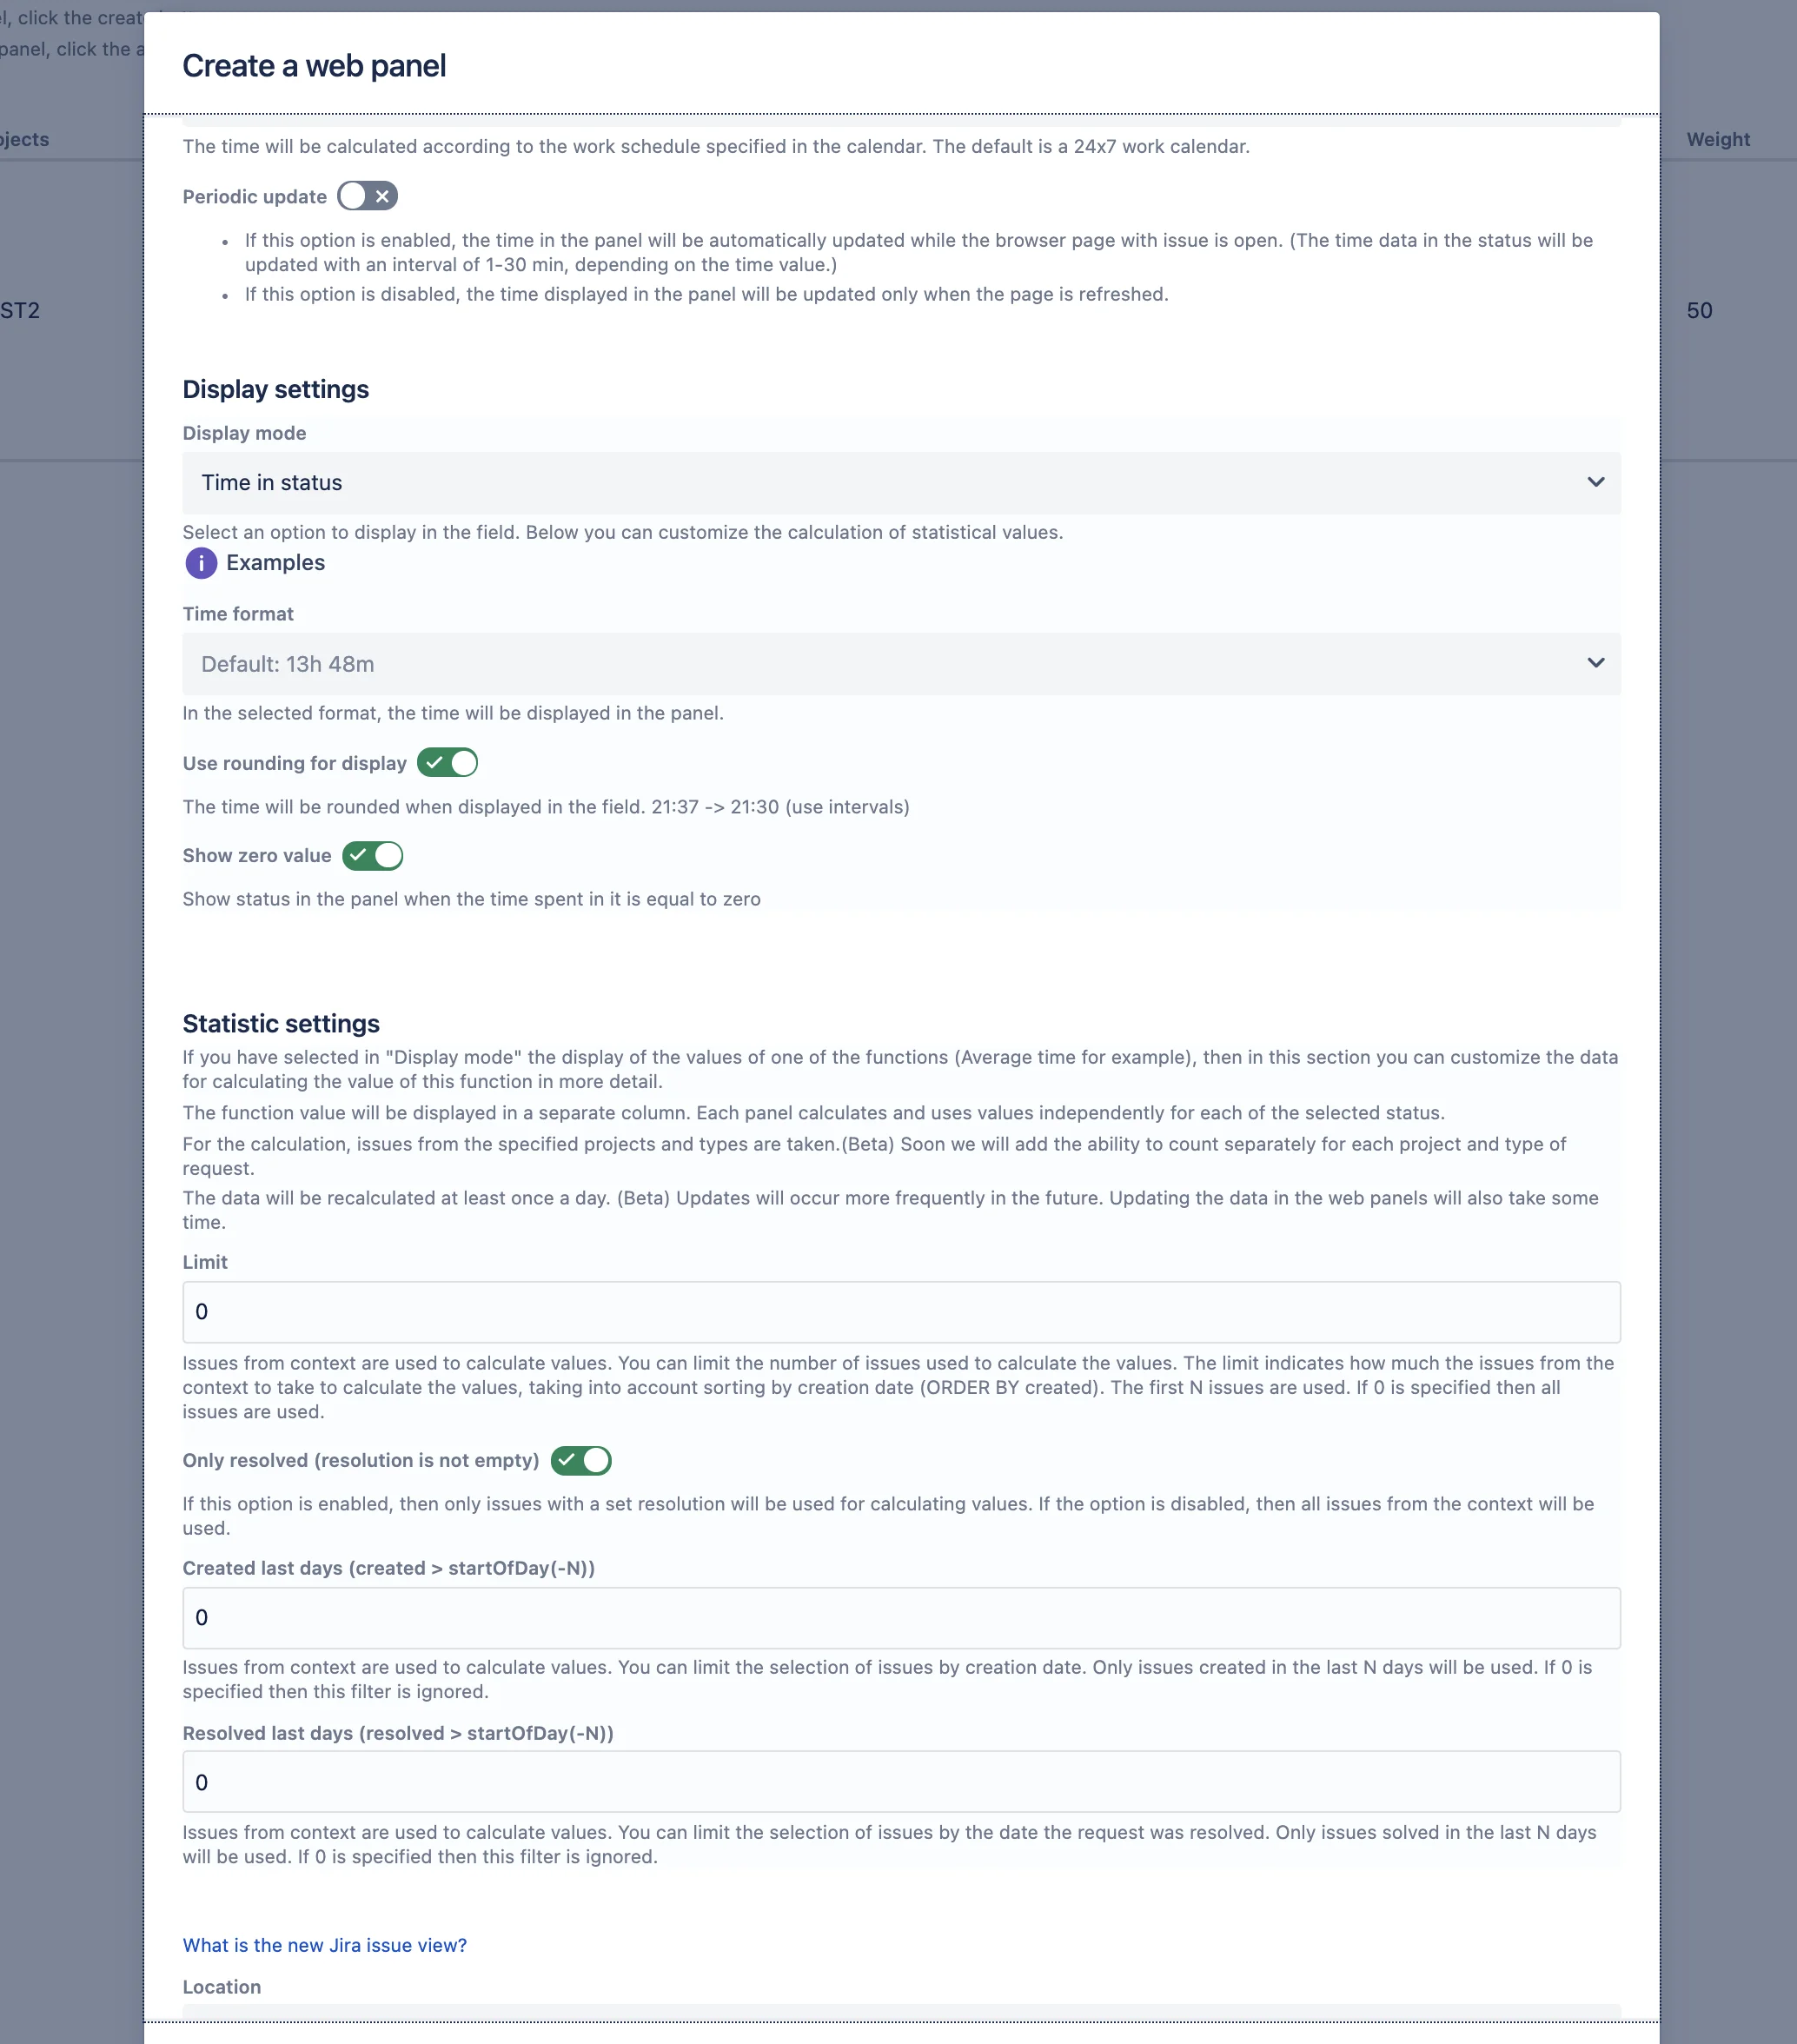 l, click the creat
panel, click the a
Create a web panel
ojects
Weight
The time will be calculated according to the work schedule specified in the calendar. The default is a 24x7 work calendar.
Periodic update
If this option is enabled, the time in the panel will be automatically updated while the browser page with issue is open. (The time data in the status will be
updated with an interval of 1-30 min, depending on the time value.)
If this option is disabled, the time displayed in the panel will be updated only when the page is refreshed.
ST2
50
Display settings
Display mode
Time in status
Select an option to display in the field. Below you can customize the calculation of statistical values.
i Examples
Time format
Default: 13h 48m
In the selected format, the time will be displayed in the panel.
Use rounding for display
The time will be rounded when displayed in the field. 21:37 -> 21:30 (use intervals)
Show zero value
Show status in the panel when the time spent in it is equal to zero
Statistic settings
If you have selected in "Display mode" the display of the values of one of the functions (Average time for example), then in this section you can customize the data
for calculating the value of this function in more detail.
The function value will be displayed in a separate column. Each panel calculates and uses values independently for each of the selected status.
For the calculation, issues from the specified projects and types are taken.(Beta) Soon we will add the ability to count separately for each project and type of
request.
The data will be recalculated at least once a day. (Beta) Updates will occur more frequently in the future. Updating the data in the web panels will also take some
time.
Limit
0
Issues from context are used to calculate values. You can limit the number of issues used to calculate the values. The limit indicates how much the issues from the
context to take to calculate the values, taking into account sorting by creation date (ORDER BY created). The first N issues are used. If 0 is specified then all
issues are used.
Only resolved (resolution is not empty)
If this option is enabled, then only issues with a set resolution will be used for calculating values. If the option is disabled, then all issues from the context will be
used.
Created last days (created > startOfDay(-N))
0
Issues from context are used to calculate values. You can limit the selection of issues by creation date. Only issues created in the last N days will be used. If 0 is
specified then this filter is ignored.
Resolved last days (resolved > startOfDay(-N))
0
Issues from context are used to calculate values. You can limit the selection of issues by the date the request was resolved. Only issues solved in the last N days
will be used. If 0 is specified then this filter is ignored.
What is the new Jira issue view?
Location